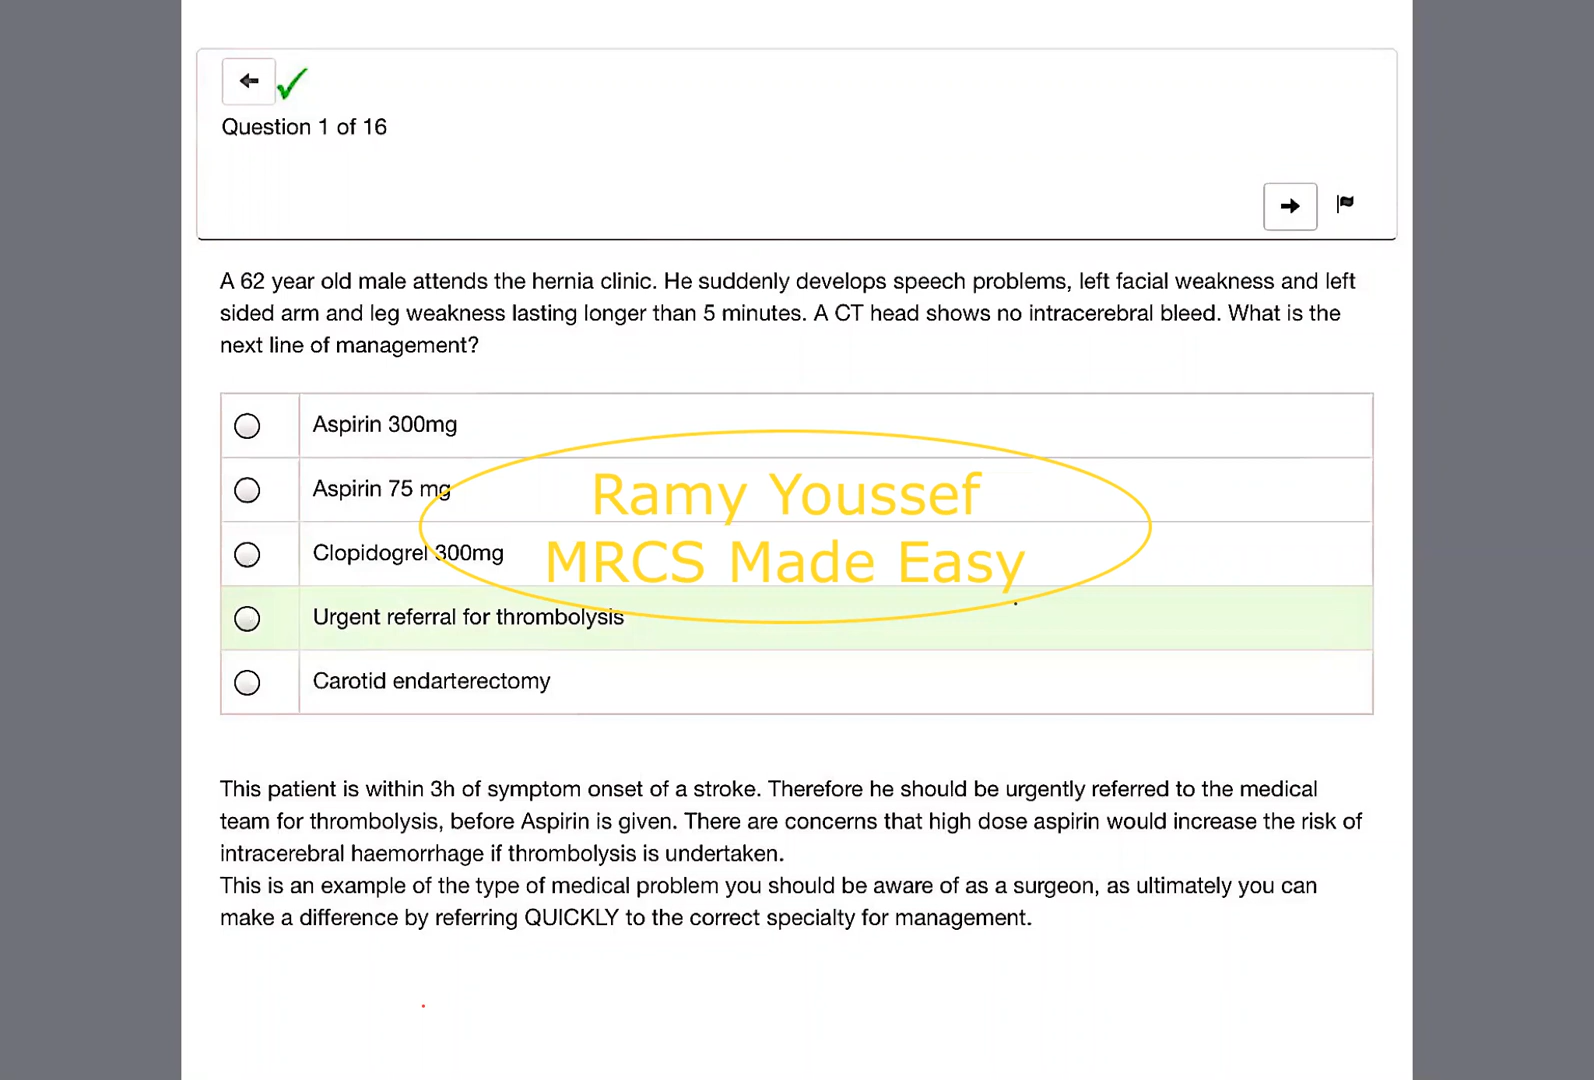 Question 1 of 16
A 62 year old male attends the hernia clinic. He suddenly develops speech problems, left facial weakness and left
sided arm and leg weakness lasting longer than 5 minutes. A CT head shows no intracerebral bleed. What is the
next line of management?
Aspirin 300mg
Aspirin 75 mg
Ramy Youssef
Clopidogrel 300mg
MRCS Made Easy
Urgent referral for thrombolysis
Carotid endarterectomy
This patient is within 3h of symptom onset of a stroke. Therefore he should be urgently referred to the medical
team for thrombolysis, before Aspirin is given. There are concerns that high dose aspirin would increase the risk of
intracerebral haemorrhage if thrombolysis is undertaken.
This is an example of the type of medical problem you should be aware of as a surgeon, as ultimately you can
make a difference by referring QUICKLY to the correct specialty for management.